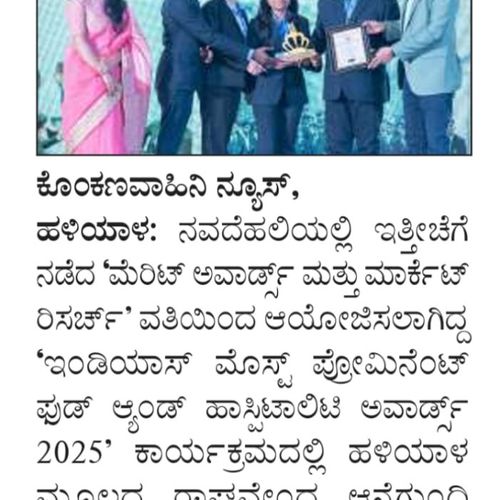 ಕೊಂಕಣವಾಹಿನಿ ನ್ಯೂಸ್,
ಹಳಿಯಾಳ: ನವದೆಹಲಿಯಲ್ಲಿ ಇತ್ತೀಚೆಗೆ
ನಡೆದ ‘ಮೆರಿಟ್ ಅವಾರ್ಡ್ಸ್ ಮತ್ತು ಮಾರ್ಕೆಟ್
ರಿಸರ್ಚ್’ ವತಿಯಿಂದ ಆಯೋಜಿಸಲಾಗಿದ್ದ
‘ಇಂಡಿಯಾಸ್ ಮೊಸ್ಟ್ ಪ್ರೋಮಿನೆಂಟ್
ಫುಡ್ ಆ್ಯಂಡ್ ಹಾಸ್ಪಿಟಾಲಿಟಿ ಅವಾರ್ಡ್ಸ್
2025’ ಕಾರ್ಯಕ್ರಮದಲ್ಲಿ ಹಳಿಯಾಳ